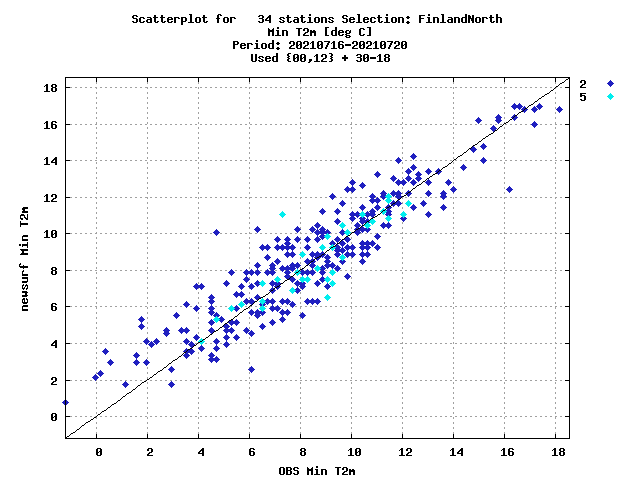 Scatterplot for 34 stations Selection: FinlandNorth
Min T2m [deg C]
Period: 20210716-20210720
Used {00,12} + 30-18
2
5
18
16
14
12
10
8
6
4
2
0
newsurf Min T2m
0 2 4 6 8 10 12 14 16 18
OBS Min T2m